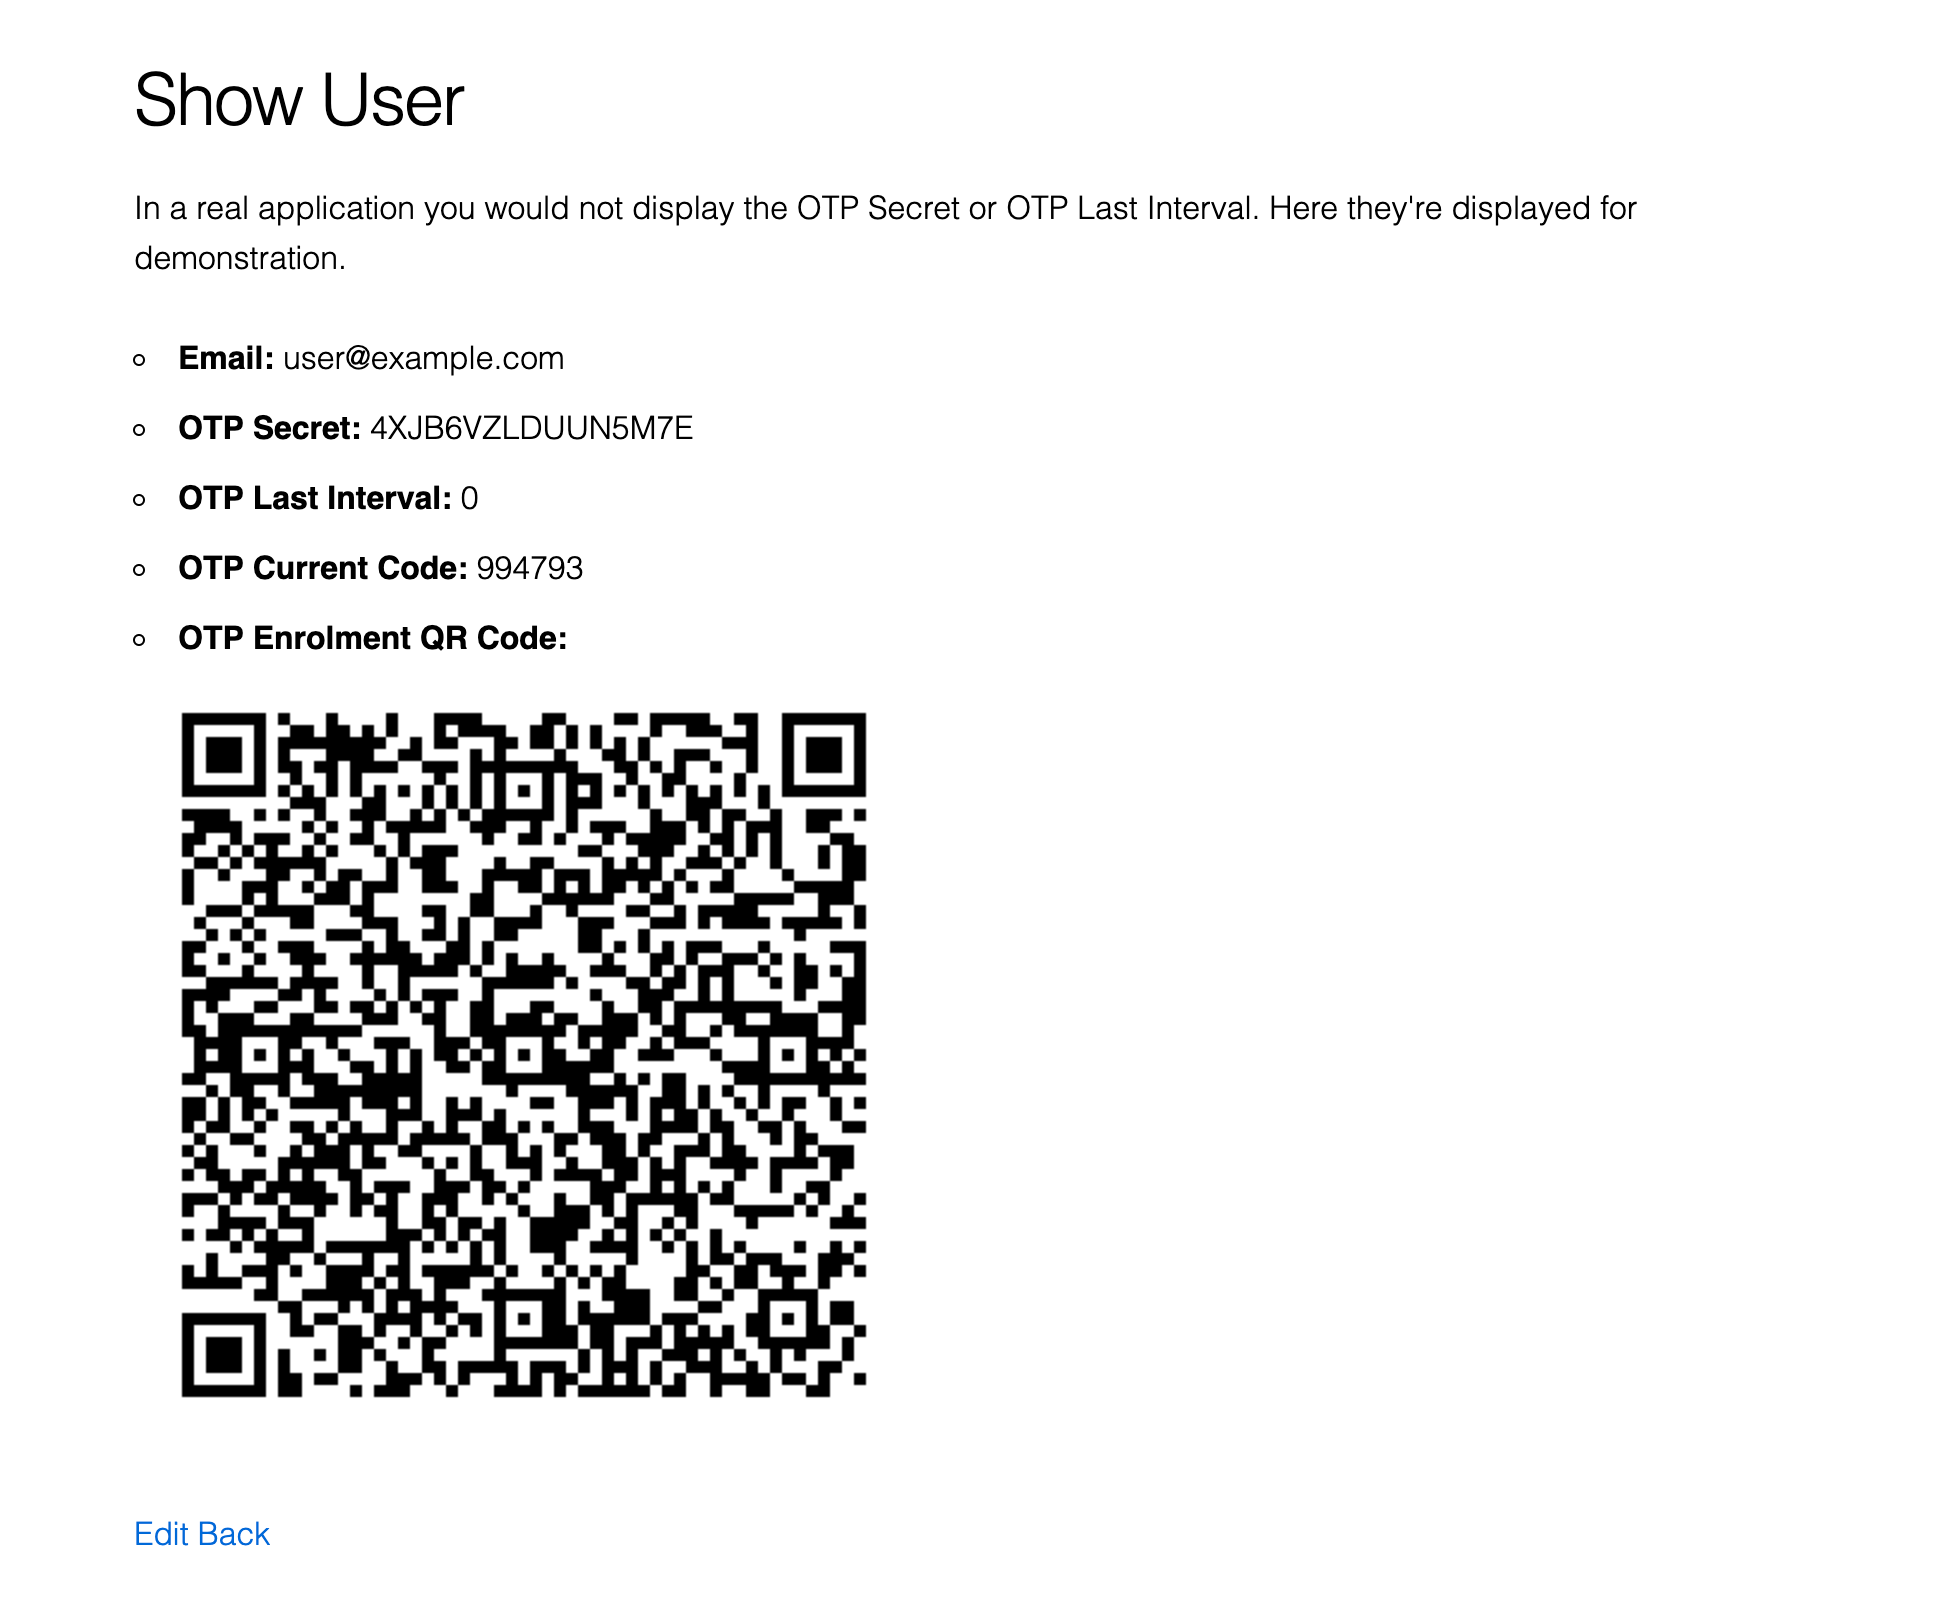 Show User
In a real application you would not display the OTP Secret or OTP Last Interval. Here they're displayed for
demonstration.
Email: user@example.com
OTP Secret: 4XJB6VZLDUUN5M7E
OTP Last Interval: 0
OTP Current Code: 994793
OTP Enrolment QR Code:
Edit Back